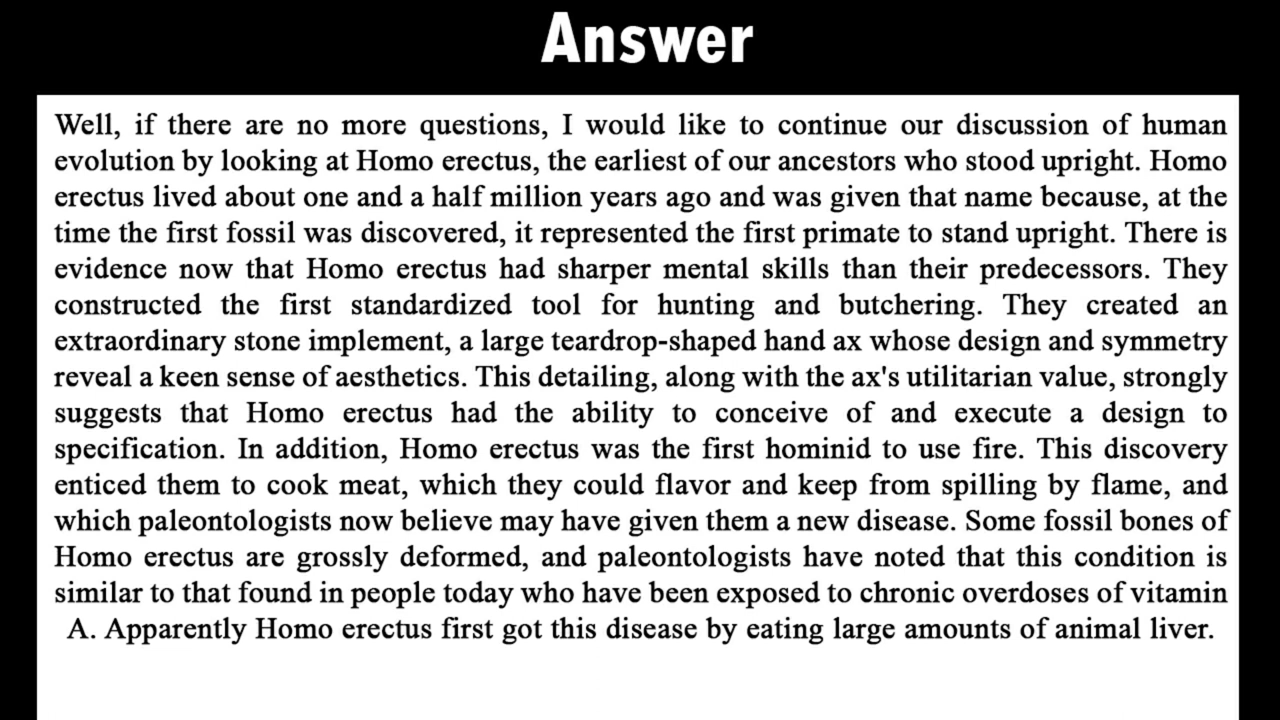 Answer
Well, if there are no more questions, I would like to continue our discussion of human
evolution by looking at Homo erectus, the earliest of our ancestors who stood upright. Homo
erectus lived about one and a half million years ago and was given that name because, at the
time the first fossil was discovered, it represented the first primate to stand upright. There is
evidence now that Homo erectus had sharper mental skills than their predecessors. They
constructed the first standardized tool for hunting and butchering. They created an
extraordinary stone implement, a large teardrop-shaped hand ax whose design and symmetry
reveal a keen sense of aesthetics. This detailing, along with the ax's utilitarian value, strongly
suggests that Homo erectus had the ability to conceive of and execute a design to
specification. In addition, Homo erectus was the first hominid to use fire. This discovery
enticed them to cook meat, which they could flavor and keep from spilling by flame, and
which paleontologists now believe may have given them a new disease. Some fossil bones of
Homo erectus are grossly deformed, and paleontologists have noted that this condition is
similar to that found in people today who have been exposed to chronic overdoses of vitamin
A. Apparently Homo erectus first got this disease by eating large amounts of animal liver.